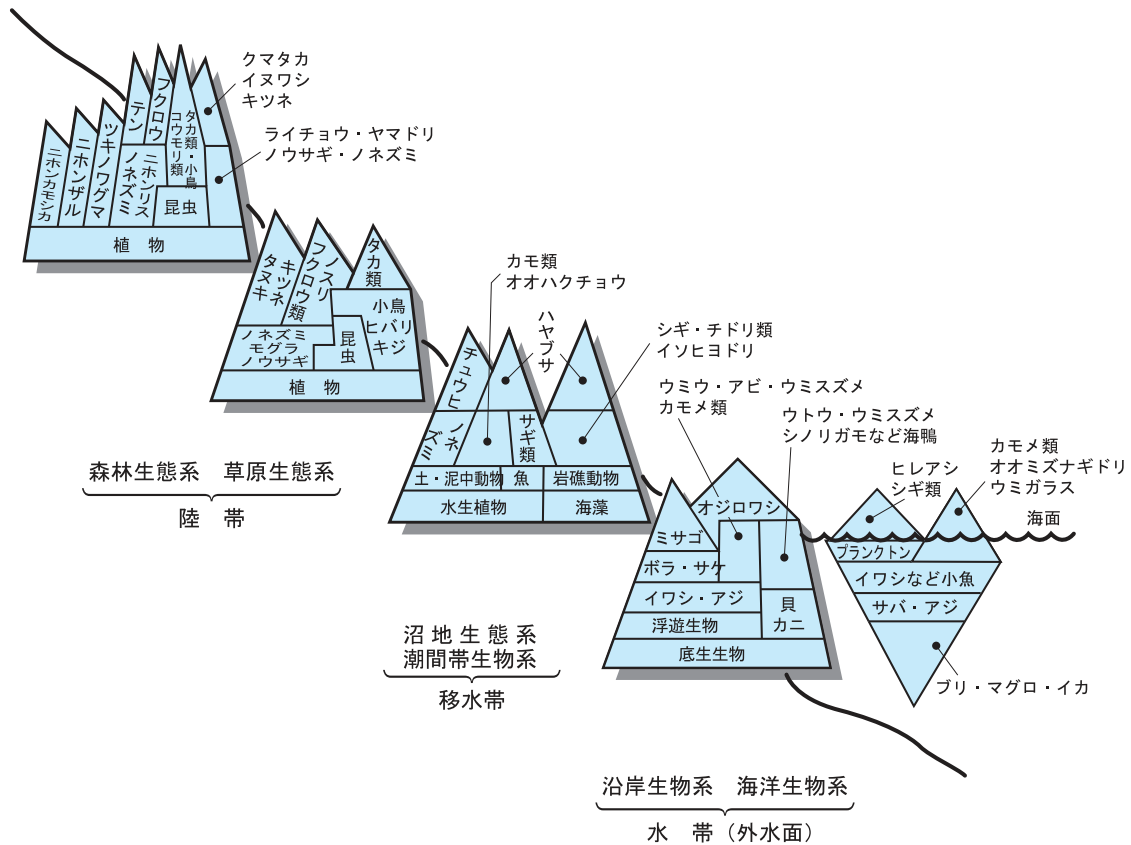 クマタカ
イヌワシ
キツネ
ライチョウ・ヤマドリ
ノウサギ・ノネズミ
ニホンカモシカ
ニホンザル
ツキノワグマ
テン
フクロウ
タカ類・小鳥
コウモリ類
ノネズミ
ニホンリス
昆虫
植　物
タヌキ
キツネ
フクロウ類
ノスリ
タカ類
小鳥
ヒバリ
キジ
ノネズミ
モグラ
ノウサギ
昆虫
植　物
カモ類
オオハクチョウ
ハヤブサ
シギ・チドリ類
イソヒヨドリ
チュウヒ
ノネズミ
サギ類
土・泥中動物
魚
岩礁動物
水生植物
海藻
ウミウ・アビ・ウミスズメ
カモメ類
ウトウ・ウミスズメ
シノリガモなど海鴨
オジロワシ
ミサゴ
ボラ・サケ
イワシ・アジ
浮遊生物
貝
カニ
底生生物
ヒレアシ
シギ類
カモメ類
オオミズナギドリ
ウミガラス
海面
プランクトン
イワシなど小魚
サバ・アジ
ブリ・マグロ・イカ
森林生態系　草原生態系
陸　帯
沼地生態系
潮間帯生物系
移水帯
沿岸生物系　海洋生物系
水　帯（外水面）